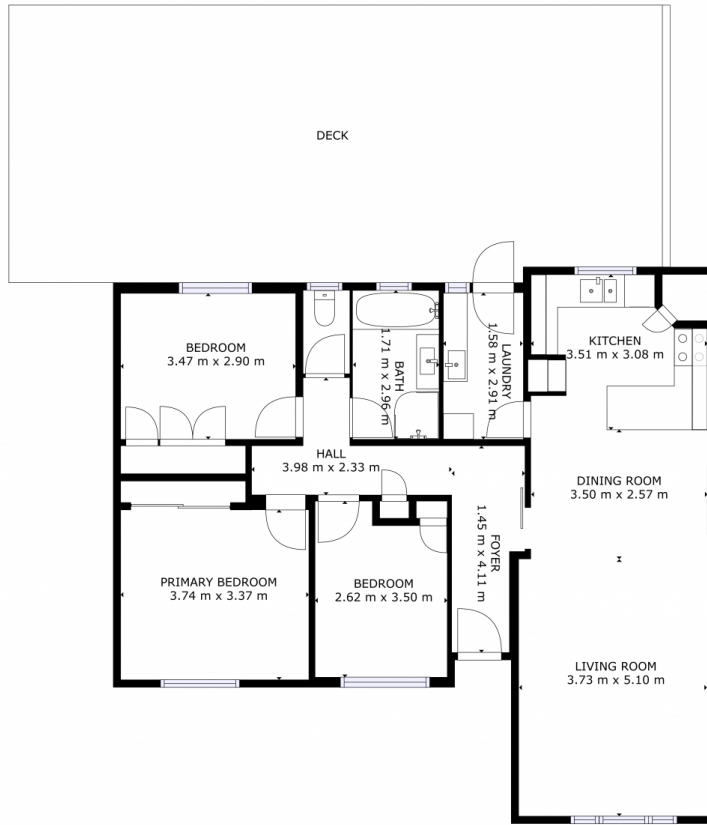 DECK
KITCHEN
3.51 m x 3.08 m
BEDROOM
3.47 m x 2.90 m
BATH
1.71 m x 2.96 m
LAUNDRY
1.58 m x 2.91 m
HALL
3.98 m x 2.33 m
DINING ROOM
3.50 m x 2.57 m
FOYER
1.45 m x 4.11 m
PRIMARY BEDROOM
3.74 m x 3.37 m
BEDROOM
2.62 m x 3.50 m
LIVING ROOM
3.73 m x 5.10 m